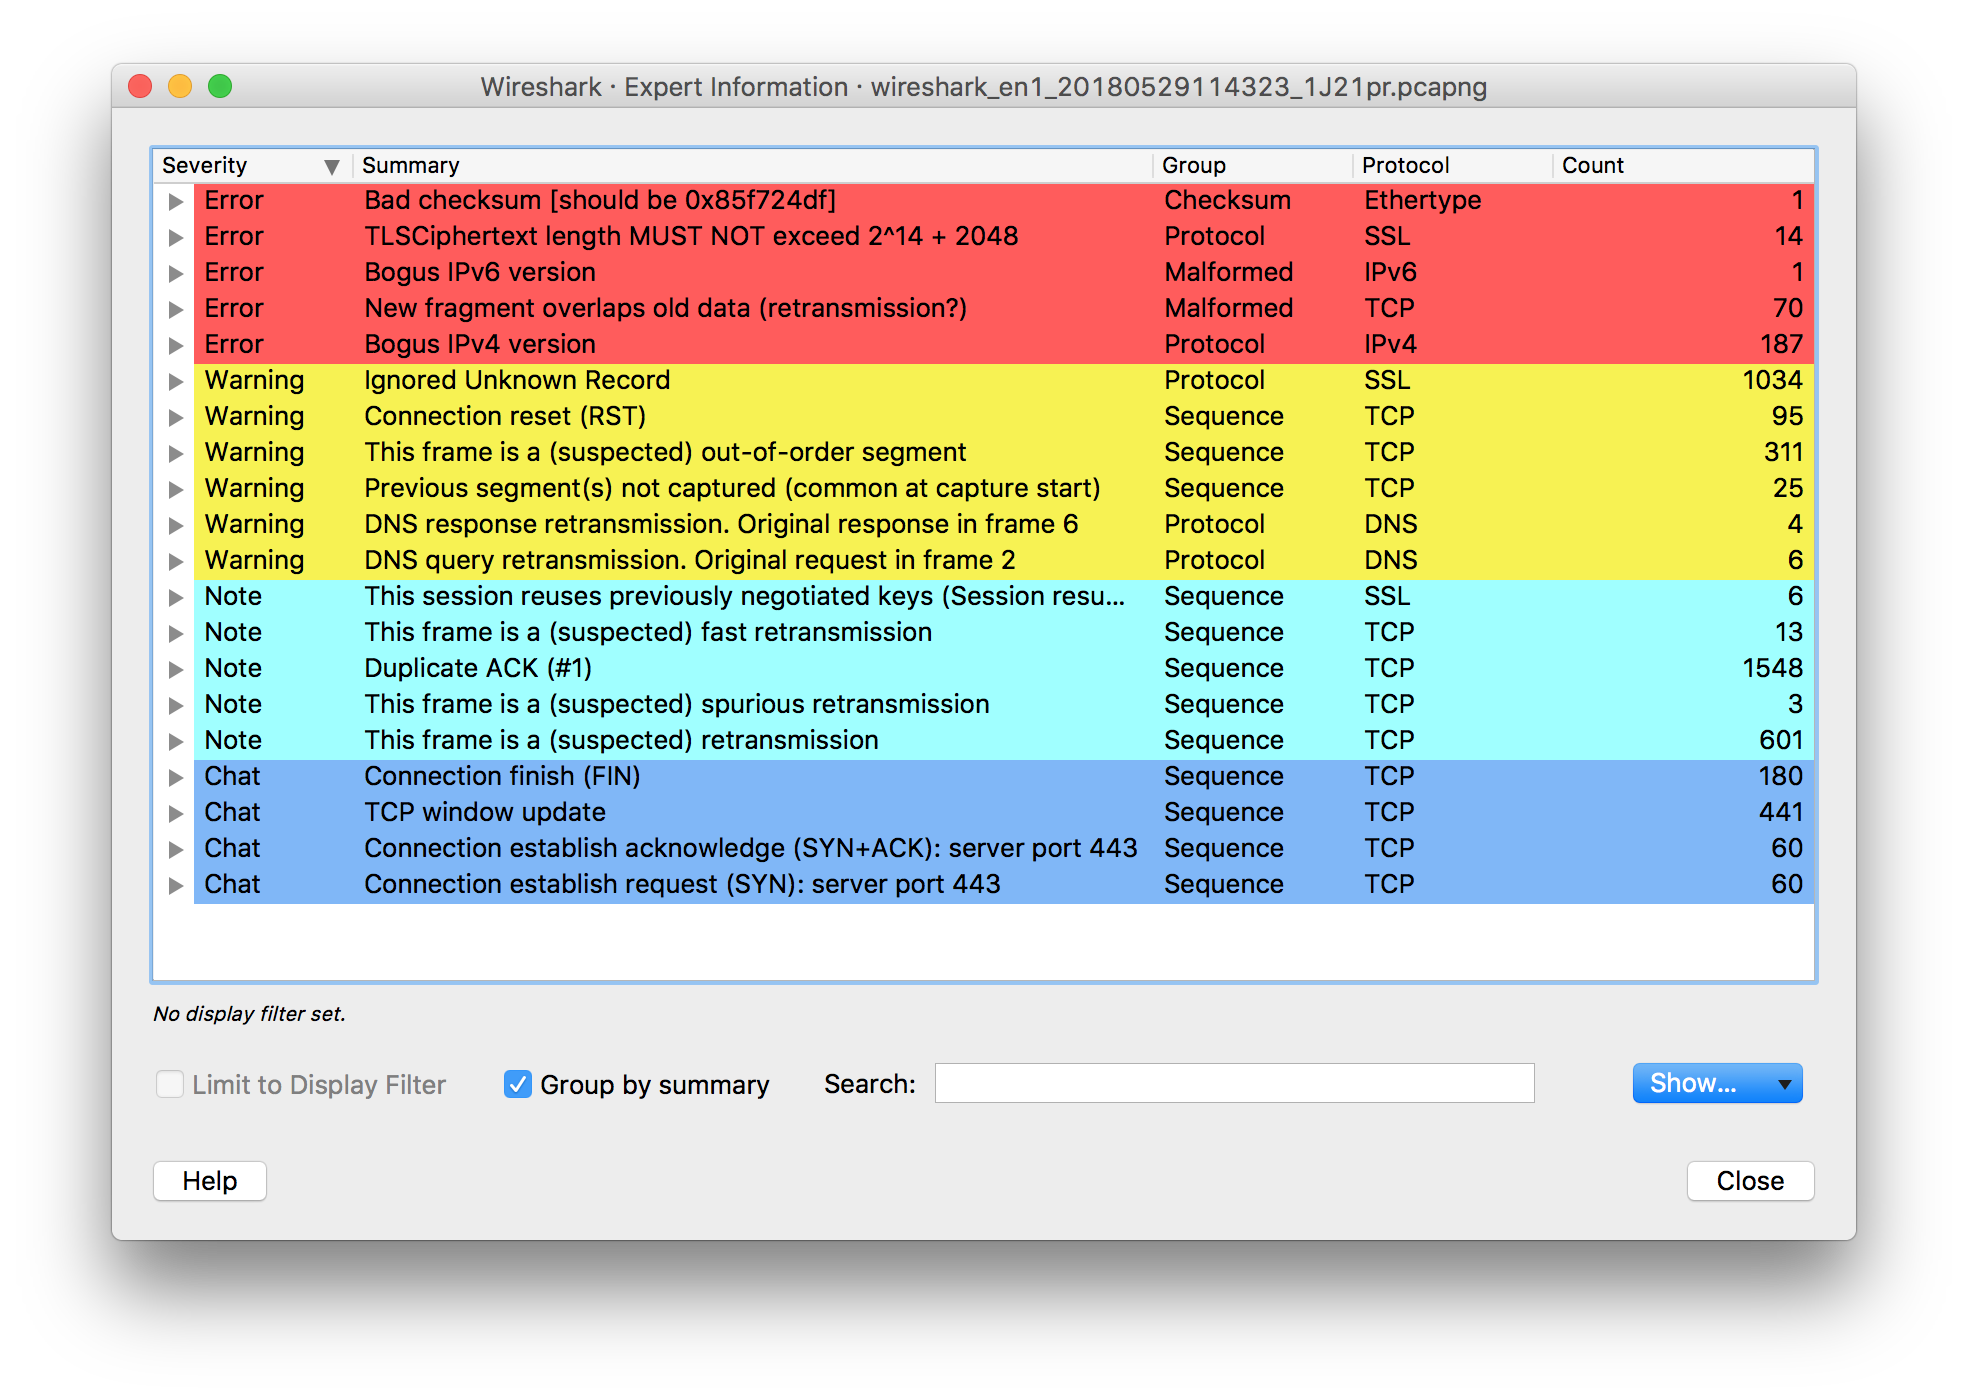 Wireshark · Expert Information · wireshark_en1_20180529114323_1J21pr.pcapng
Severity Summary Group Protocol Count
Error Bad checksum [should be 0x85f724df] Checksum Ethertype 1
Error TLSCiphertext length MUST NOT exceed 2^14 + 2048 Protocol SSL 14
Error Bogus IPv6 version Malformed IPv6 1
Error New fragment overlaps old data (retransmission?) Malformed TCP 70
Error Bogus IPv4 version Protocol IPv4 187
Warning Ignored Unknown Record Protocol SSL 1034
Warning Connection reset (RST) Sequence TCP 95
Warning This frame is a (suspected) out-of-order segment Sequence TCP 311
Warning Previous segment(s) not captured (common at capture start) Sequence TCP 25
Warning DNS response retransmission. Original response in frame 6 Protocol DNS 4
Warning DNS query retransmission. Original request in frame 2 Protocol DNS 6
Note This session reuses previously negotiated keys (Session resu... Sequence SSL 6
Note This frame is a (suspected) fast retransmission Sequence TCP 13
Note Duplicate ACK (#1) Sequence TCP 1548
Note This frame is a (suspected) spurious retransmission Sequence TCP 3
Note This frame is a (suspected) retransmission Sequence TCP 601
Chat Connection finish (FIN) Sequence TCP 180
Chat TCP window update Sequence TCP 441
Chat Connection establish acknowledge (SYN+ACK): server port 443 Sequence TCP 60
Chat Connection establish request (SYN): server port 443 Sequence TCP 60
No display filter set.
Limit to Display Filter Group by summary Search: Show...
Help Close